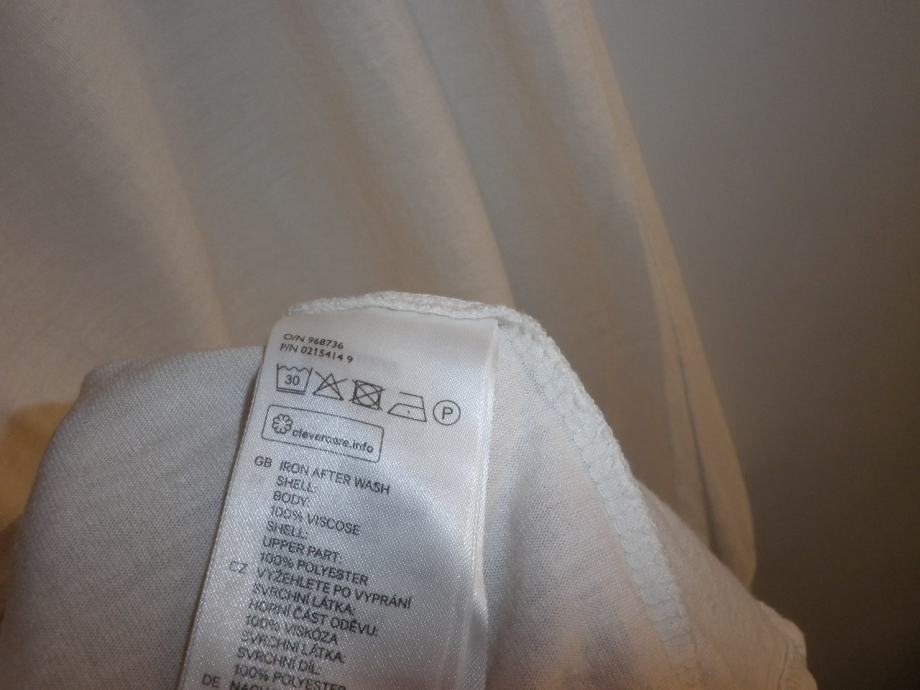 O/N 968736
P/N 0215414 9
30
P
clevercare.info
GB IRON AFTER WASH
SHELL:
BODY:
100% VISCOSE
SHELL:
UPPER PART:
100% POLYESTER
CZ VYŽEHLETE PO VYPRÁNÍ
SVRCHNÍ LÁTKA:
HORNÍ ČÁST ODĚVU:
100% VISKÓZA
SVRCHNÍ LÁTKA:
SVRCHNÍ DÍL:
100% POLYESTER
DE